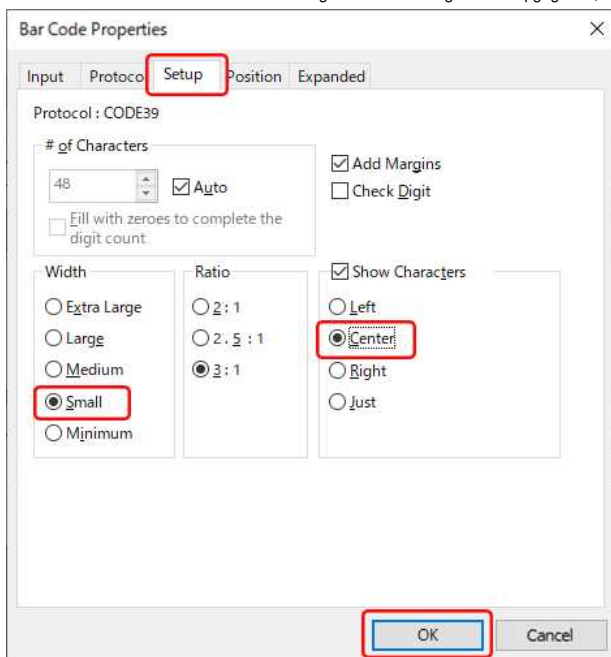 Bar Code Properties
Input Protoco Setup Position Expanded
Protocol : CODE39
# of Characters
48
Auto
Fill with zeroes to complete the
digit count
Add Margins
Check Digit
Width
Extra Large
Large
Medium
Small
Minimum
Ratio
2 : 1
2.5 : 1
3 : 1
Show Characters
Left
Center
Right
Just
OK Cancel